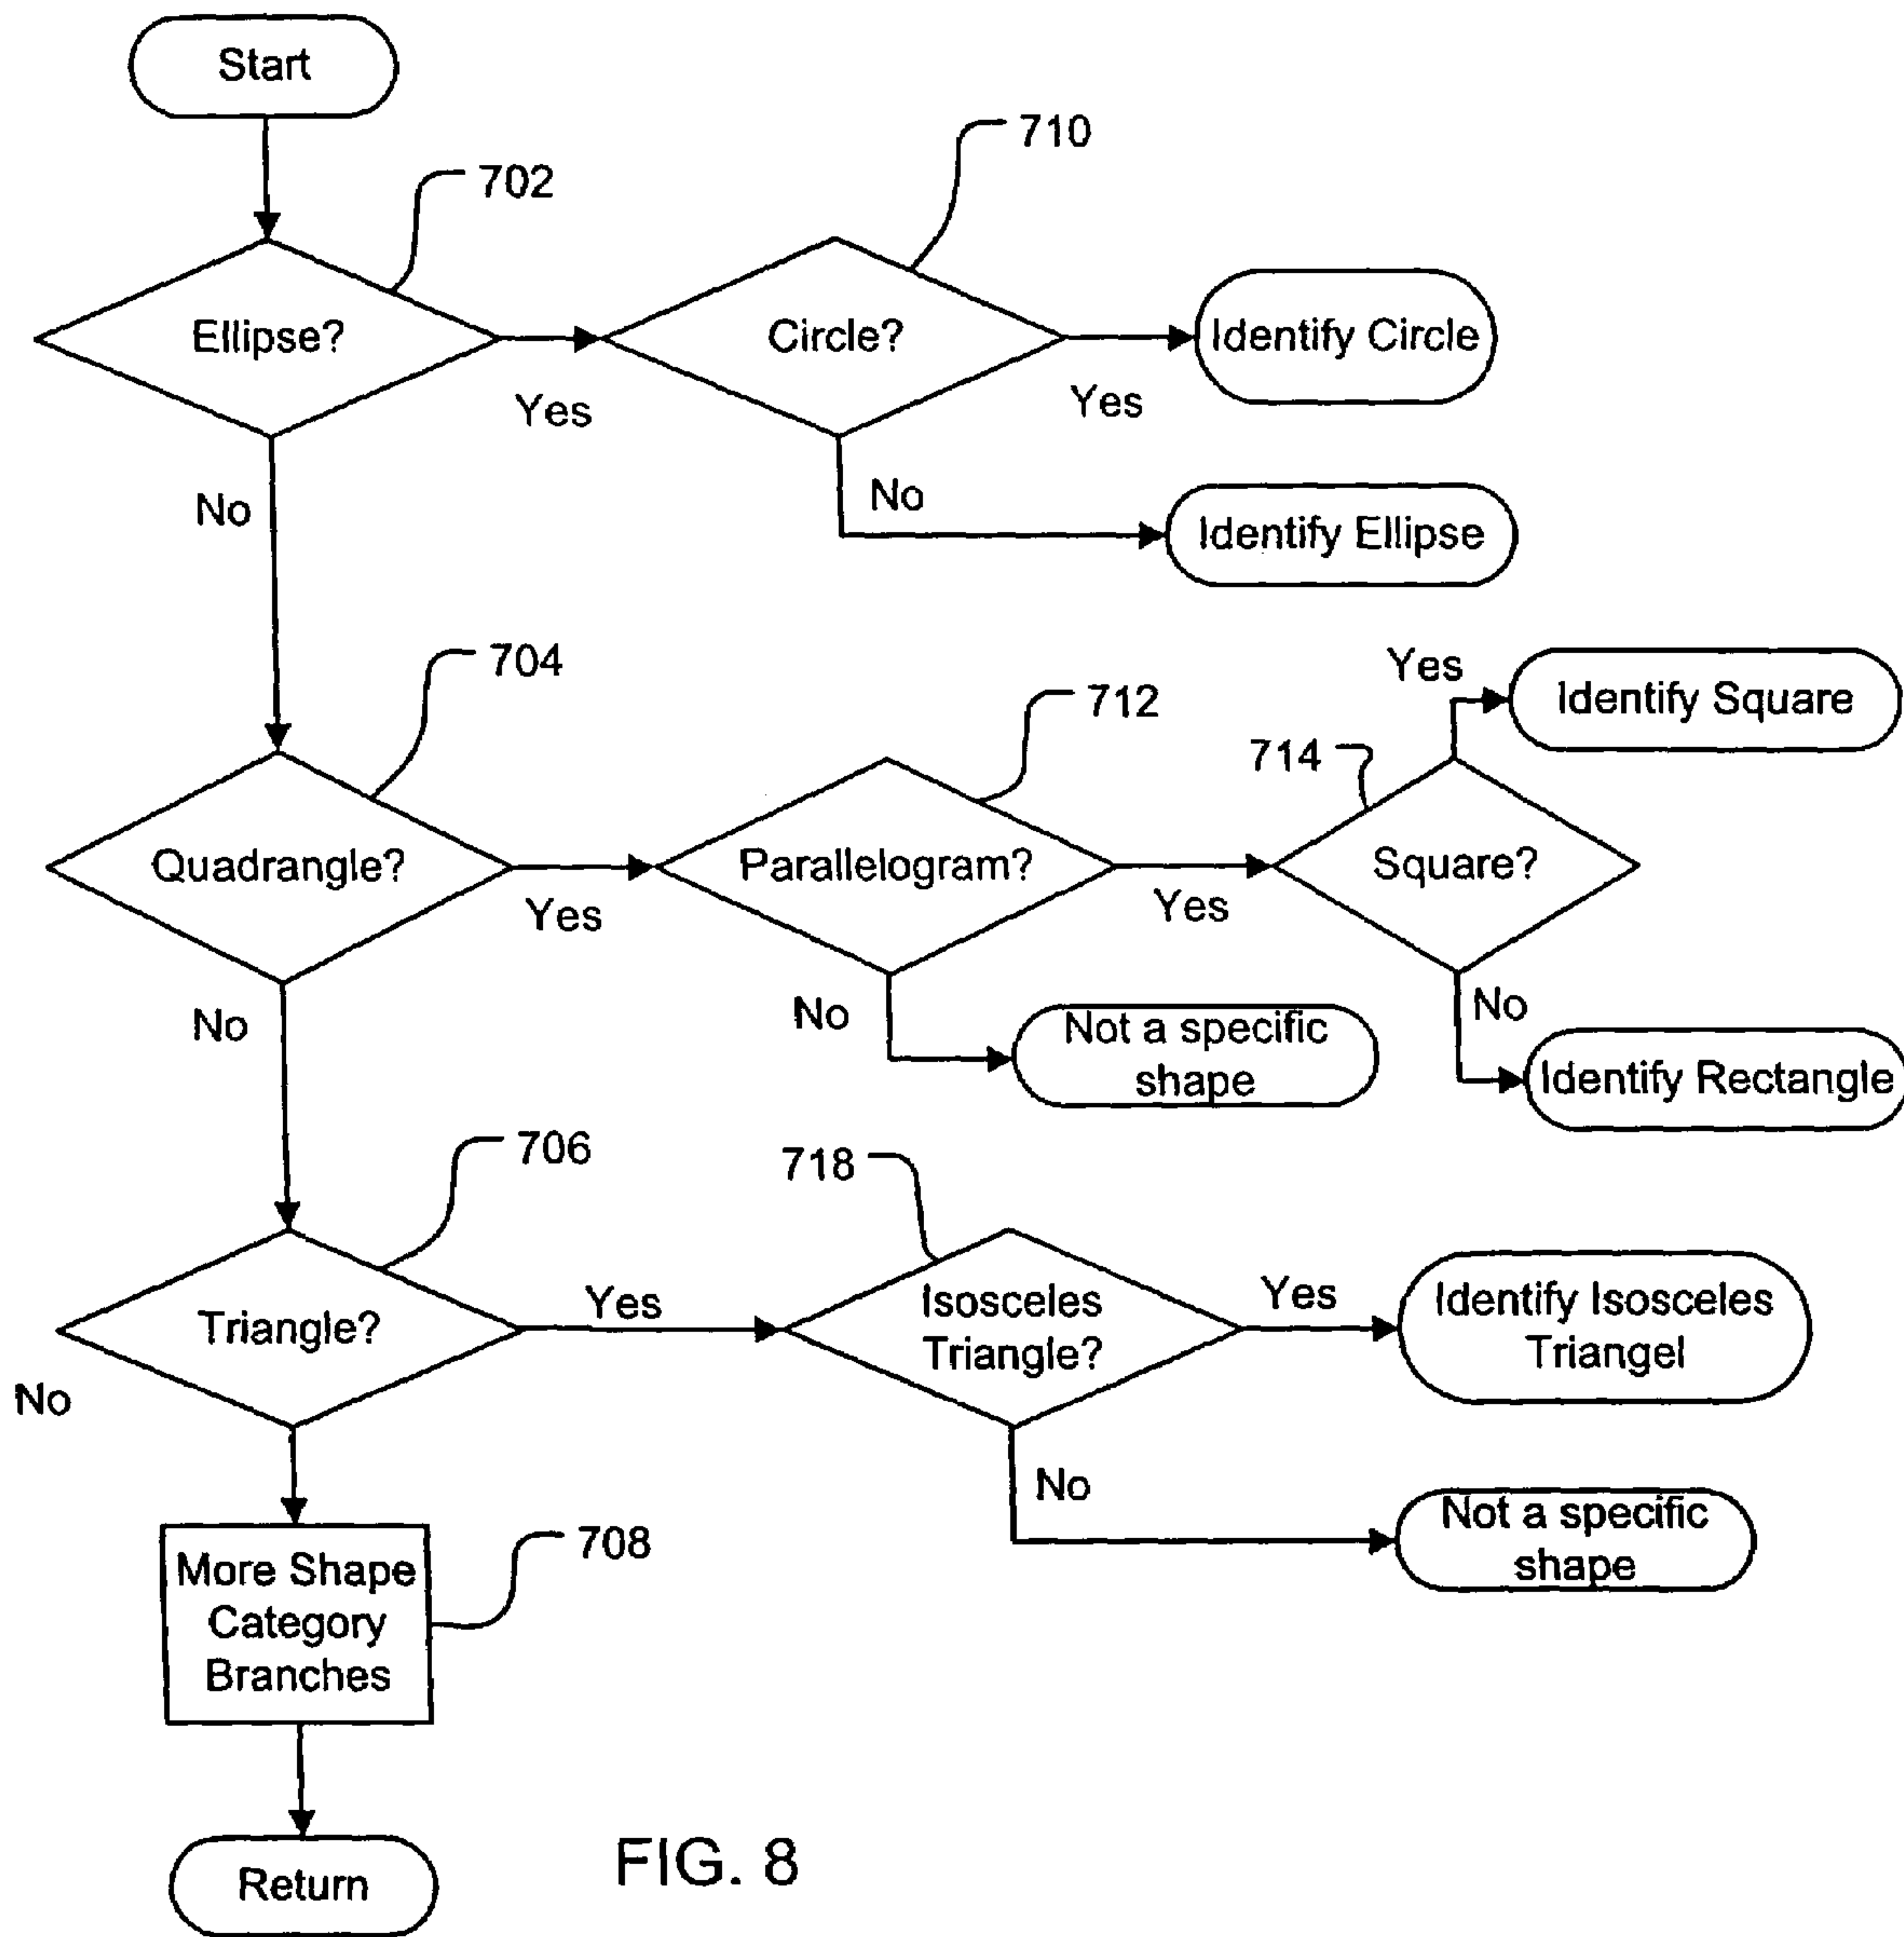 Start
702
710
Ellipse?
Yes
Circle?
Yes
Identify Circle
No
No
Identify Ellipse
704
712
714
Yes
Identify Square
Quadrangle?
Yes
Parallelogram?
Yes
Square?
No
No
Not a specific
shape
No
Identify Rectangle
706
718
Triangle?
Yes
Isosceles
Triangle?
Yes
Identify Isosceles
Triangel
No
No
Not a specific
shape
More Shape
Category
Branches
708
Return
FIG. 8